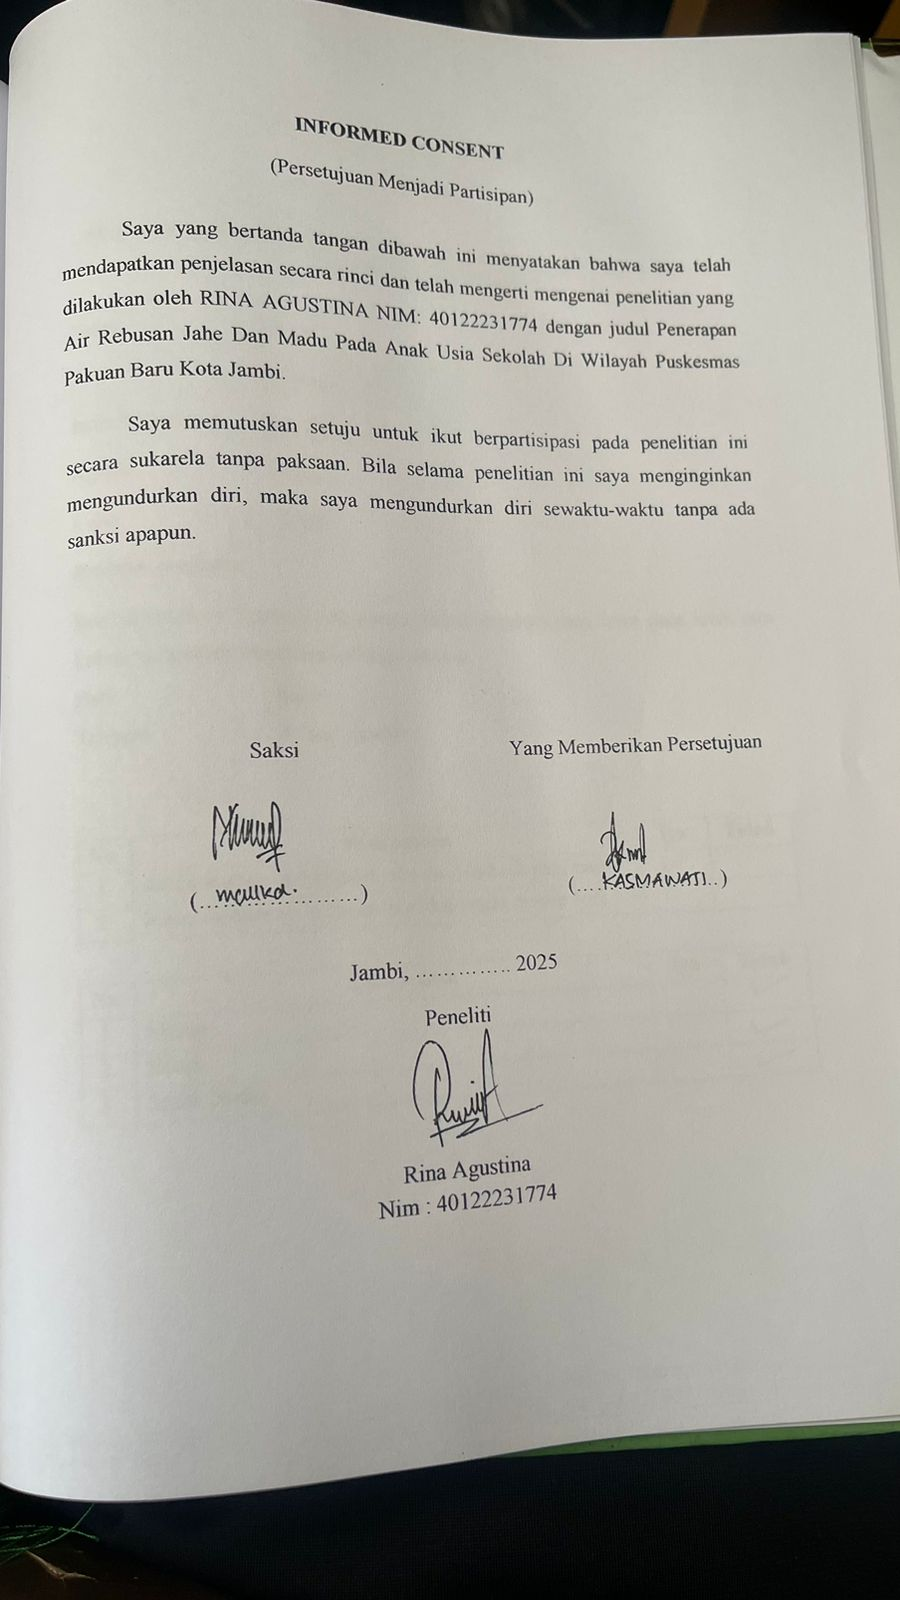 INFORMED CONSENT
(Persetujuan Menjadi Partisipan)
Saya yang bertanda tangan dibawah ini menyatakan bahwa saya telah
mendapatkan penjelasan secara rinci dan telah mengerti mengenai penelitian yang
dilakukan oleh RINA AGUSTINA NIM: 40122231774 dengan judul Penerapan
Air Rebusan Jahe Dan Madu Pada Anak Usia Sekolah Di Wilayah Puskesmas
Pakuan Baru Kota Jambi.
Saya memutuskan setuju untuk ikut berpartisipasi pada penelitian ini
secara sukarela tanpa paksaan. Bila selama penelitian ini saya menginginkan
mengundurkan diri, maka saya mengundurkan diri sewaktu-waktu tanpa ada
sanksi apapun.
Saksi
Yang Memberikan Persetujuan
(....KASMAWATI..)
Jambi, .............. 2025
Peneliti
Rina Agustina
Nim : 40122231774